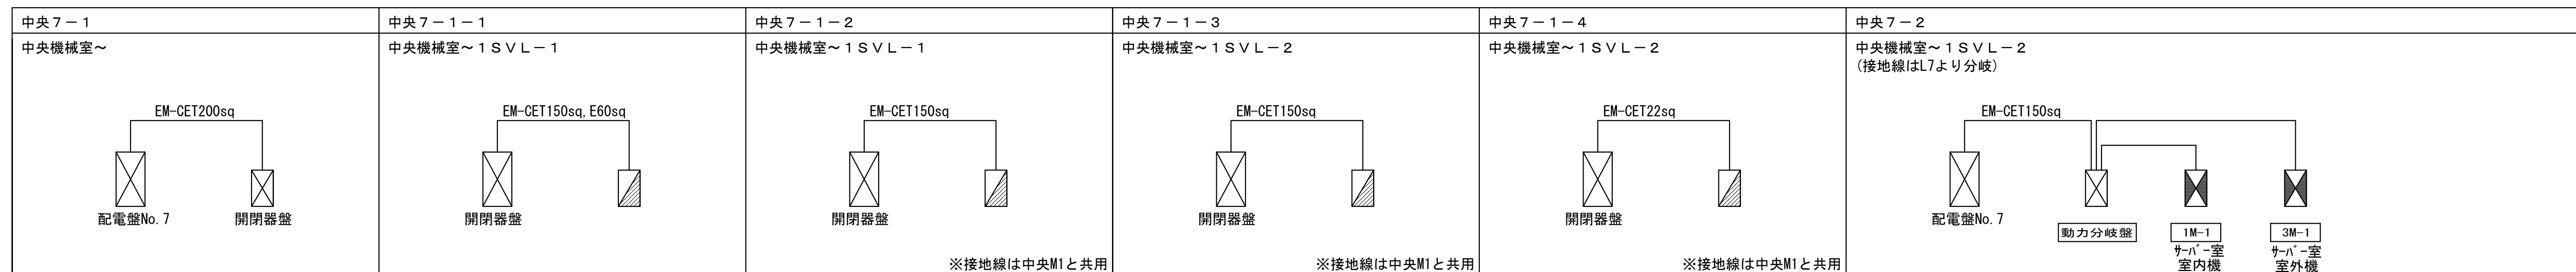 中央７－１
中央機械室～
EM-CET200sq
配電盤No.7
開閉器盤
中央７－１－１
中央機械室～１ＳＶＬ－１
EM-CET150sq,E60sq
開閉器盤
中央７－１－２
中央機械室～１ＳＶＬ－１
EM-CET150sq
開閉器盤
※接地線は中央M1と共用
中央７－１－３
中央機械室～１ＳＶＬ－２
EM-CET150sq
開閉器盤
※接地線は中央M1と共用
中央７－１－４
中央機械室～１ＳＶＬ－２
EM-CET22sq
開閉器盤
※接地線は中央M1と共用
中央７－２
中央機械室～１ＳＶＬ－２
(接地線はL7より分岐)
EM-CET150sq
配電盤No.7
動力分岐盤
1M-1
ｻｰﾊﾞｰ室
室内機
3M-1
ｻｰﾊﾞｰ室
室外機